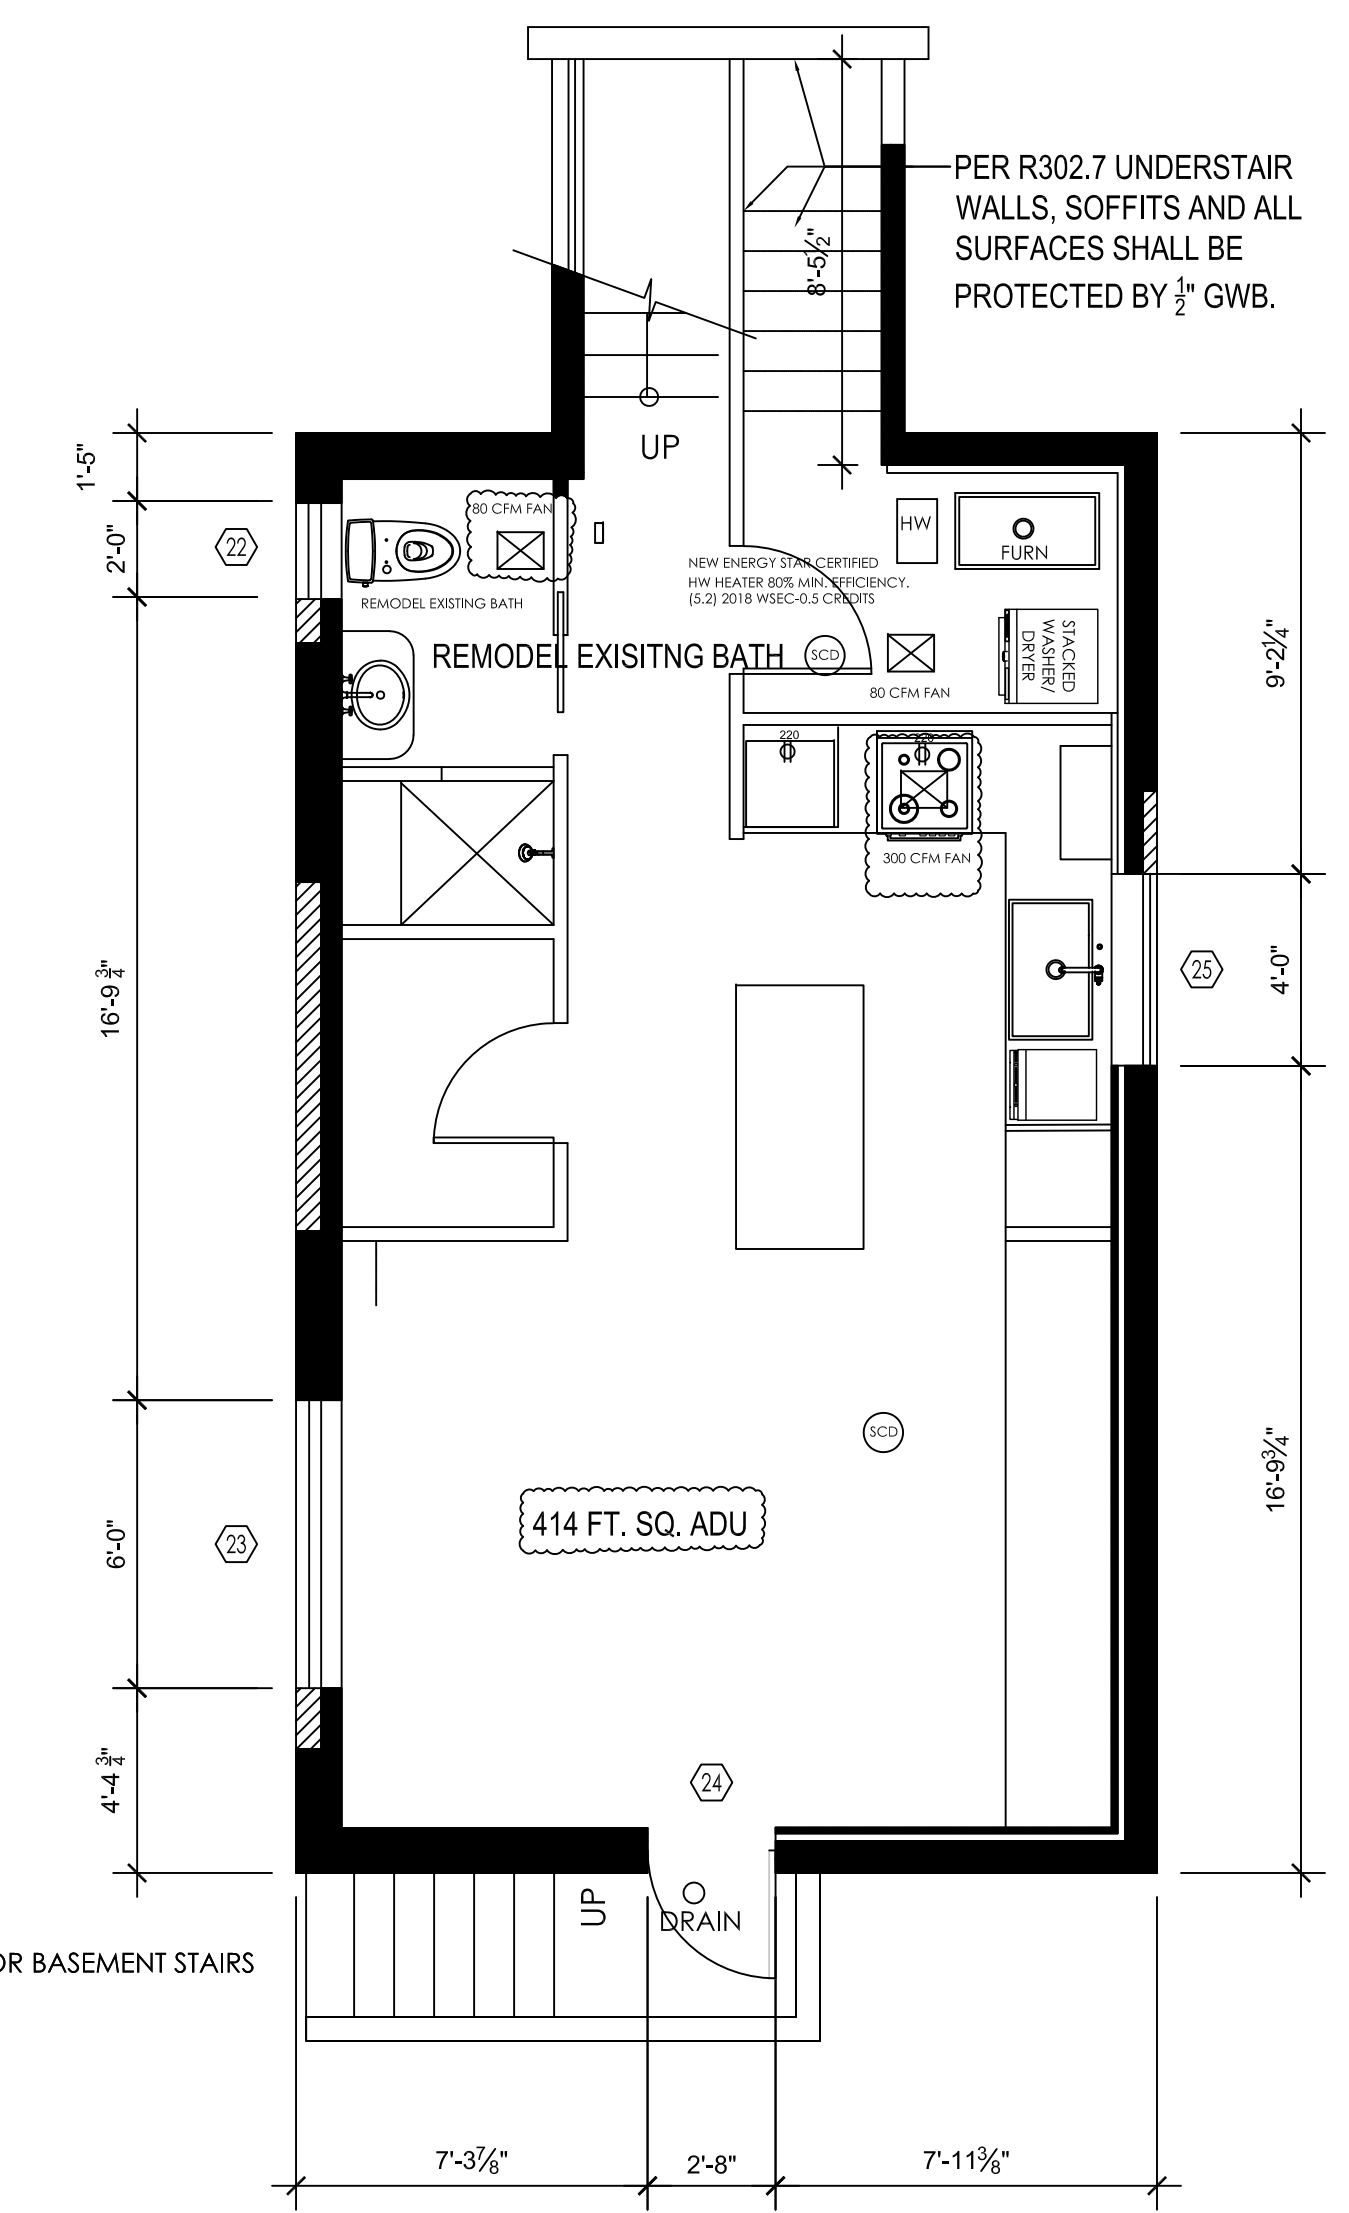 PER R302.7 UNDERSTAIR
WALLS, SOFFITS AND ALL
SURFACES SHALL BE
PROTECTED BY 1/2" GWB.
8'-5 1/2"
UP
1'-5"
2'-0"
22
80 CFM FAN
REMODEL EXISTING BATH
HW
FURN
NEW ENERGY STAR CERTIFIED
HW HEATER 80% MIN. EFFICIENCY.
(5.2) 2018 WSEC-0.5 CREDITS
REMODEL EXISITNG BATH
SCD
80 CFM FAN
STACKED
WASHER/
DRYER
9'-2 1/4"
220
220
300 CFM FAN
16'-9 3/4"
25
4'-0"
SCD
16'-9 3/4"
414 FT. SQ. ADU
6'-0"
23
4'-4 3/4"
24
UP
DRAIN
OR BASEMENT STAIRS
7'-3 7/8"
2'-8"
7'-11 3/8"